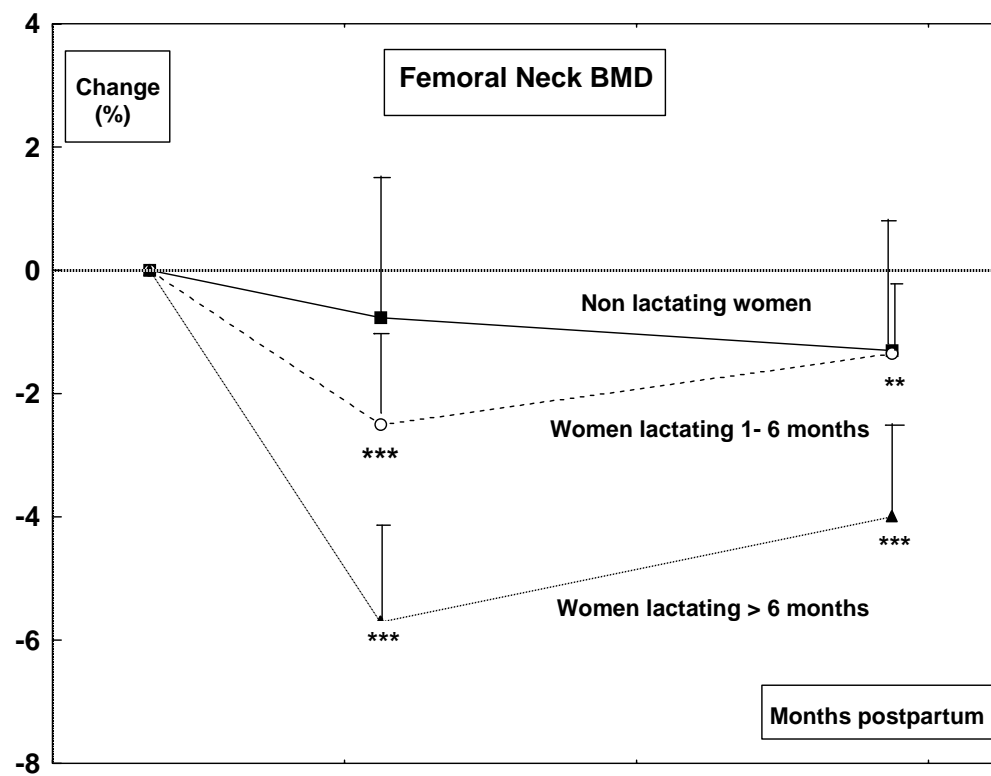 4
Change
(%)
Femoral Neck BMD
2
0
Non lactating women
-2
**
***
Women lactating 1- 6 months
-4
***
***
Women lactating > 6 months
-6
Months postpartum
-8